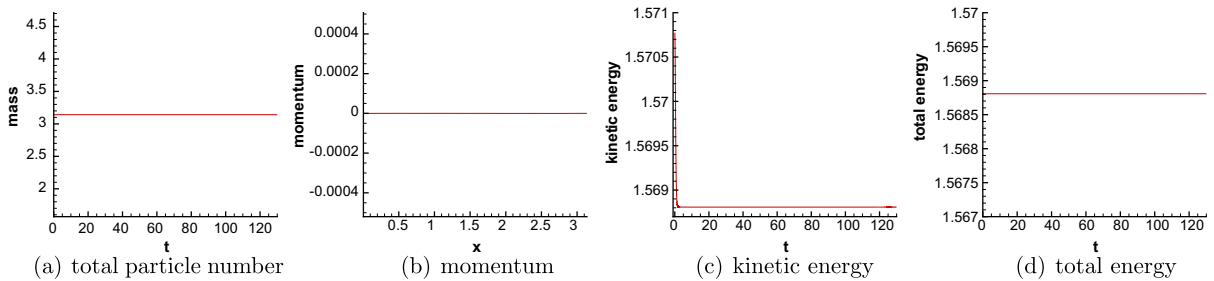 4.5
4
3.5
3
2.5
2
mass
0 20 40 60 80 100 120
t
(a) total particle number
0.0004
0.0002
0
-0.0002
-0.0004
momentum
0.5 1 1.5 2 2.5 3
x
(b) momentum
1.571
1.5705
1.57
1.5695
1.569
kinetic energy
0 20 40 60 80 100 120
t
(c) kinetic energy
1.57
1.5695
1.569
1.5685
1.568
1.5675
1.567
total energy
0 20 40 60 80 100 120
t
(d) total energy